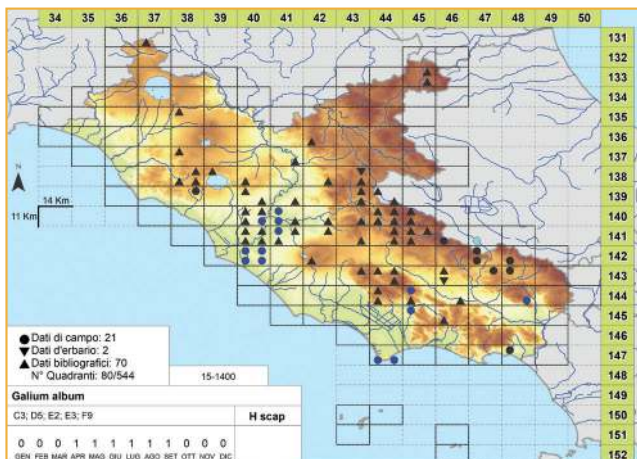 34 35 36 37 38 39 40 41 42 43 44 45 46 47 48 49 50
131
132
133
134
135
136
137
138
139
140
141
142
143
144
145
146
147
148
149
150
151
152
N
14 Km
11 Km
Dati di campo: 21
Dati d'erbario: 2
Dati bibliografici: 70
N° Quadranti: 80/544
15-1400
Galium album
C3; D5; E2; E3; F9
H scap
0 0 0 1 1 1 1 1 1 0 0 0
GEN FEB MAR APR MAG GIU LUG AGO SET OTT NOV DIC